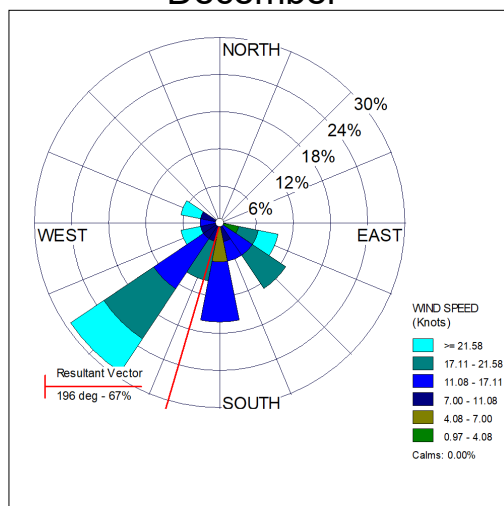 December
NORTH
30%
24%
18%
12%
6%
WEST
EAST
WIND SPEED
(Knots)
>= 21.58
17.11 - 21.58
11.08 - 17.11
7.00 - 11.08
4.08 - 7.00
0.97 - 4.08
Calms: 0.00%
Resultant Vector
196 deg - 67%
SOUTH